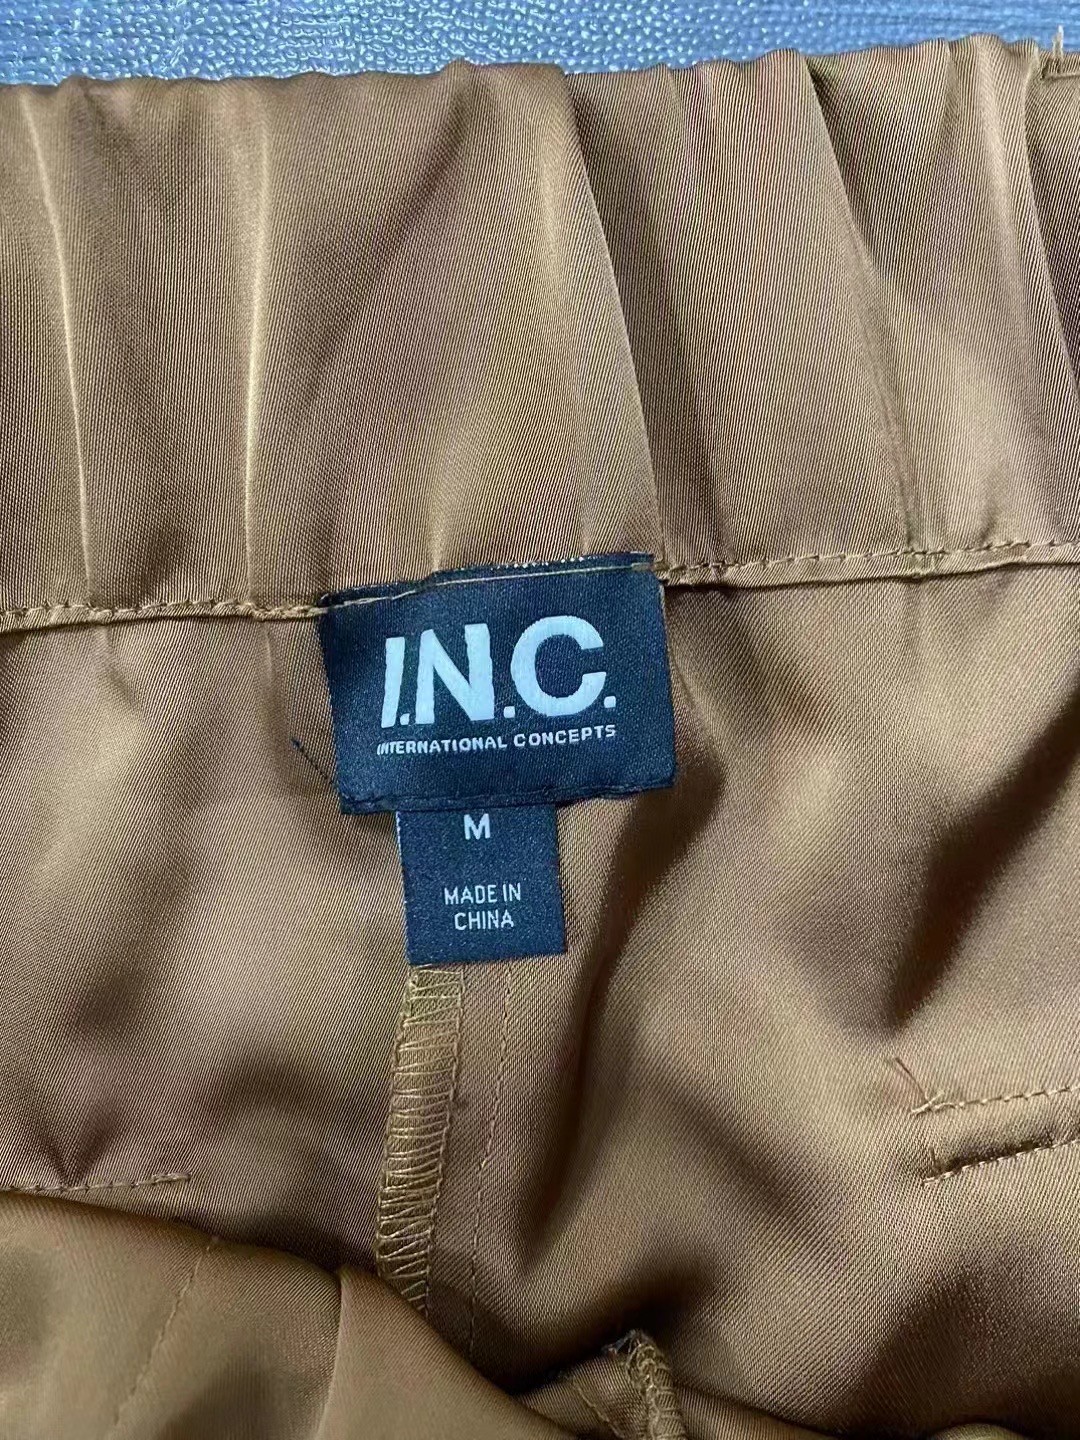 I.N.C.
INTERNATIONAL CONCEPTS
M
MADE IN
CHINA